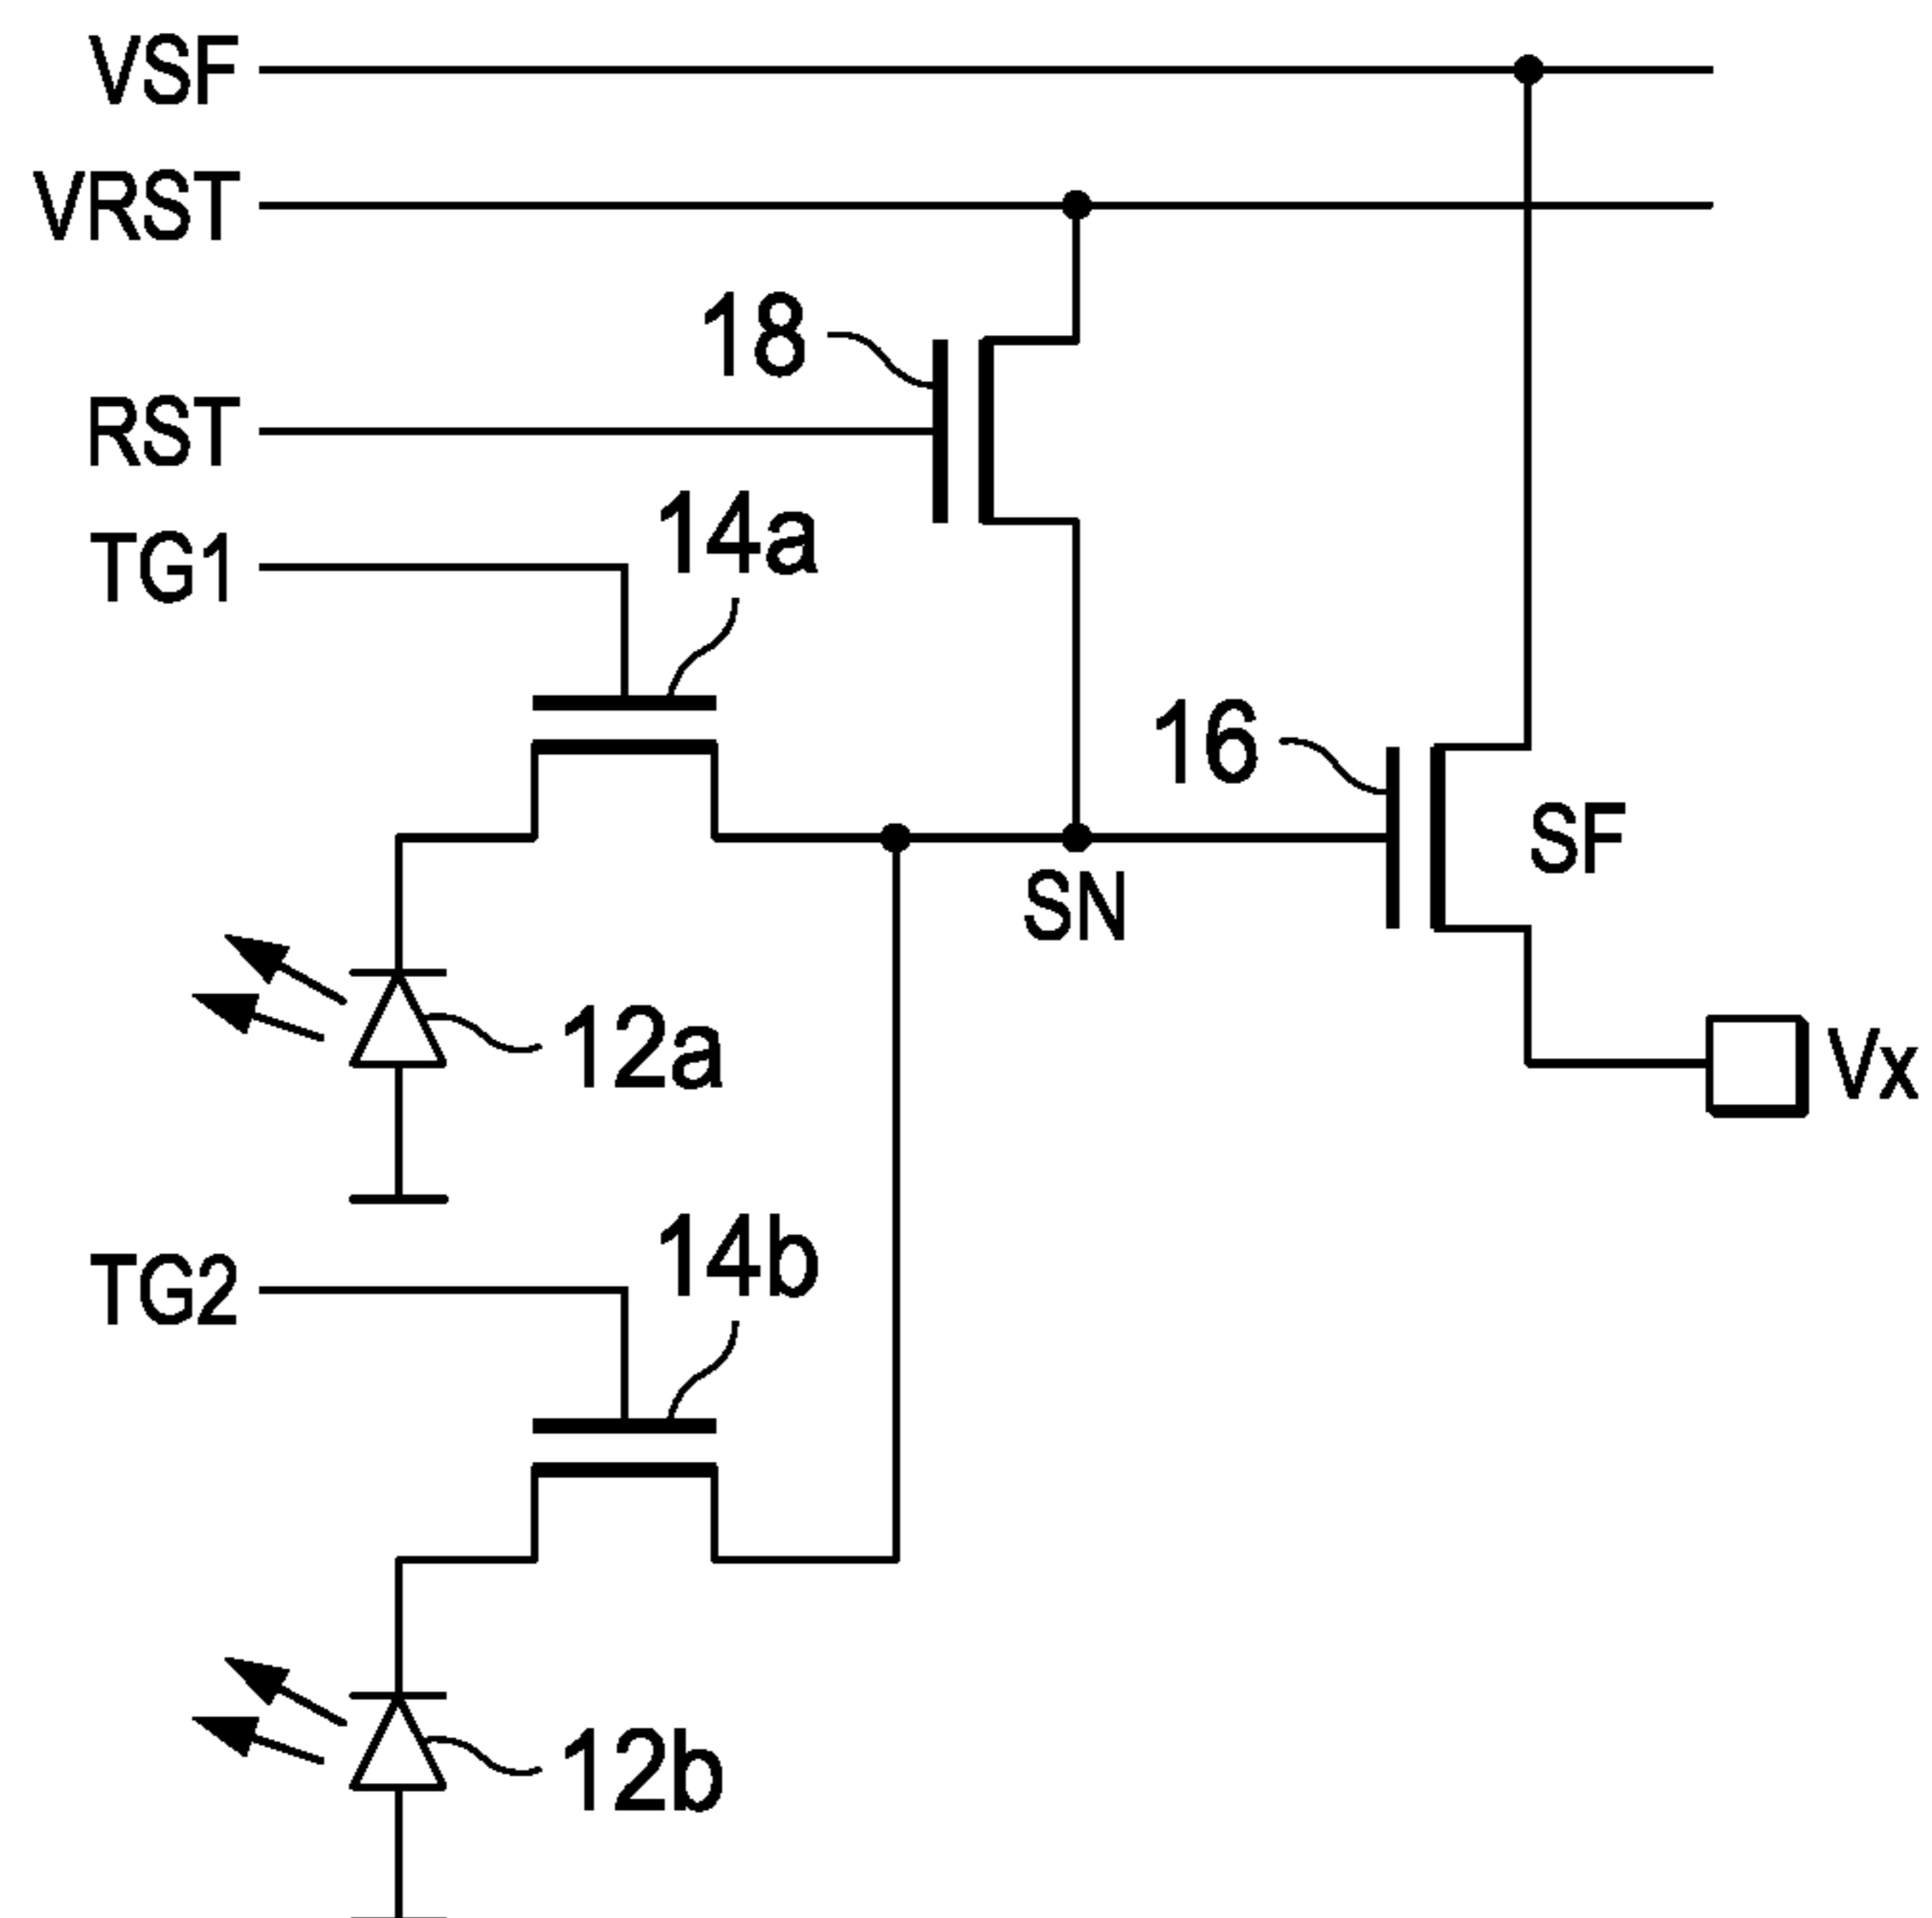 VSF
VRST
18
RST
14a
TG1
16
SF
SN
12a
Vx
14b
TG2
12b